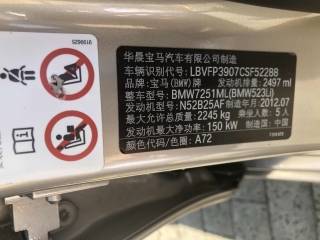 华晨宝马汽车有限公司制造
车辆识别代号: LBVFP3907CSF52288
品牌: 宝马(BMW)牌 发动机排量: 2497 ml
整车型号: BMW7251ML(BMW523Li)
发动机型号: N52B25AF 制造年月: 2012.07
最大允许总质量: 2245 kg 乘坐人数: 5人
发动机最大净功率: 150 kW 制造国: 中国
颜色代码/色圈: A72